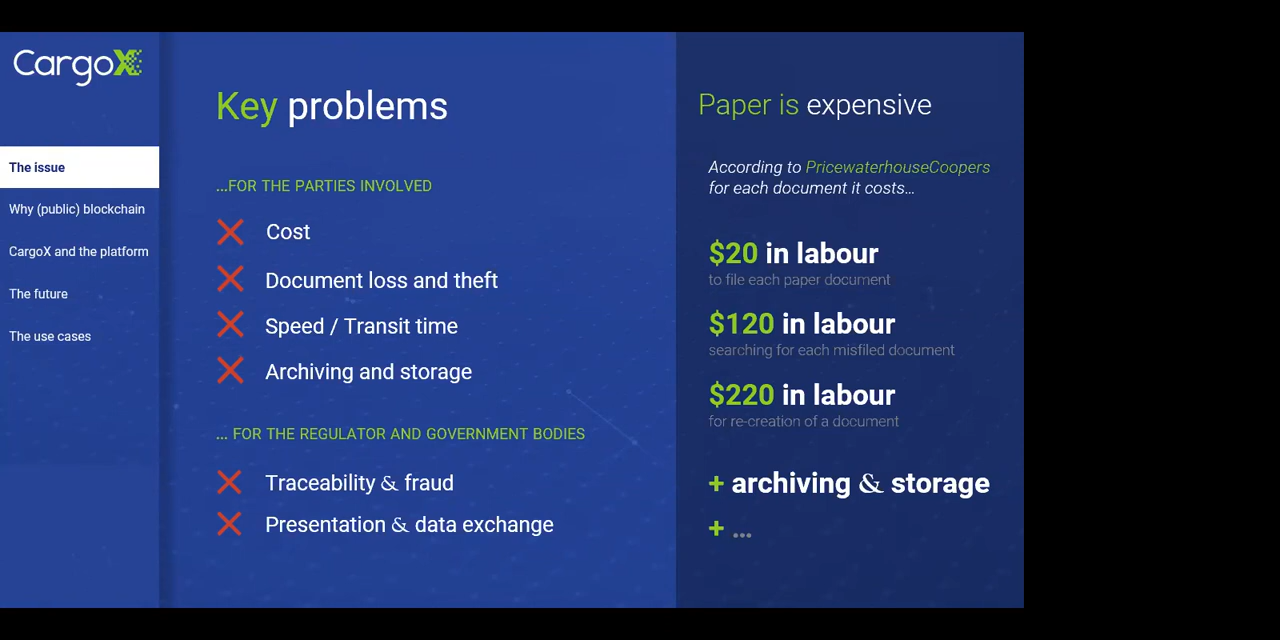 CargoX
The issue
Why (public) blockchain
CargoX and the platform
The future
The use cases
Key problems
...FOR THE PARTIES INVOLVED
Cost
Document loss and theft
Speed / Transit time
Archiving and storage
... FOR THE REGULATOR AND GOVERNMENT BODIES
Traceability & fraud
Presentation & data exchange
Paper is expensive
According to PricewaterhouseCoopers
for each document it costs...
$20 in labour
to file each paper document
$120 in labour
searching for each misfiled document
$220 in labour
for re-creation of a document
+ archiving & storage
+ ...